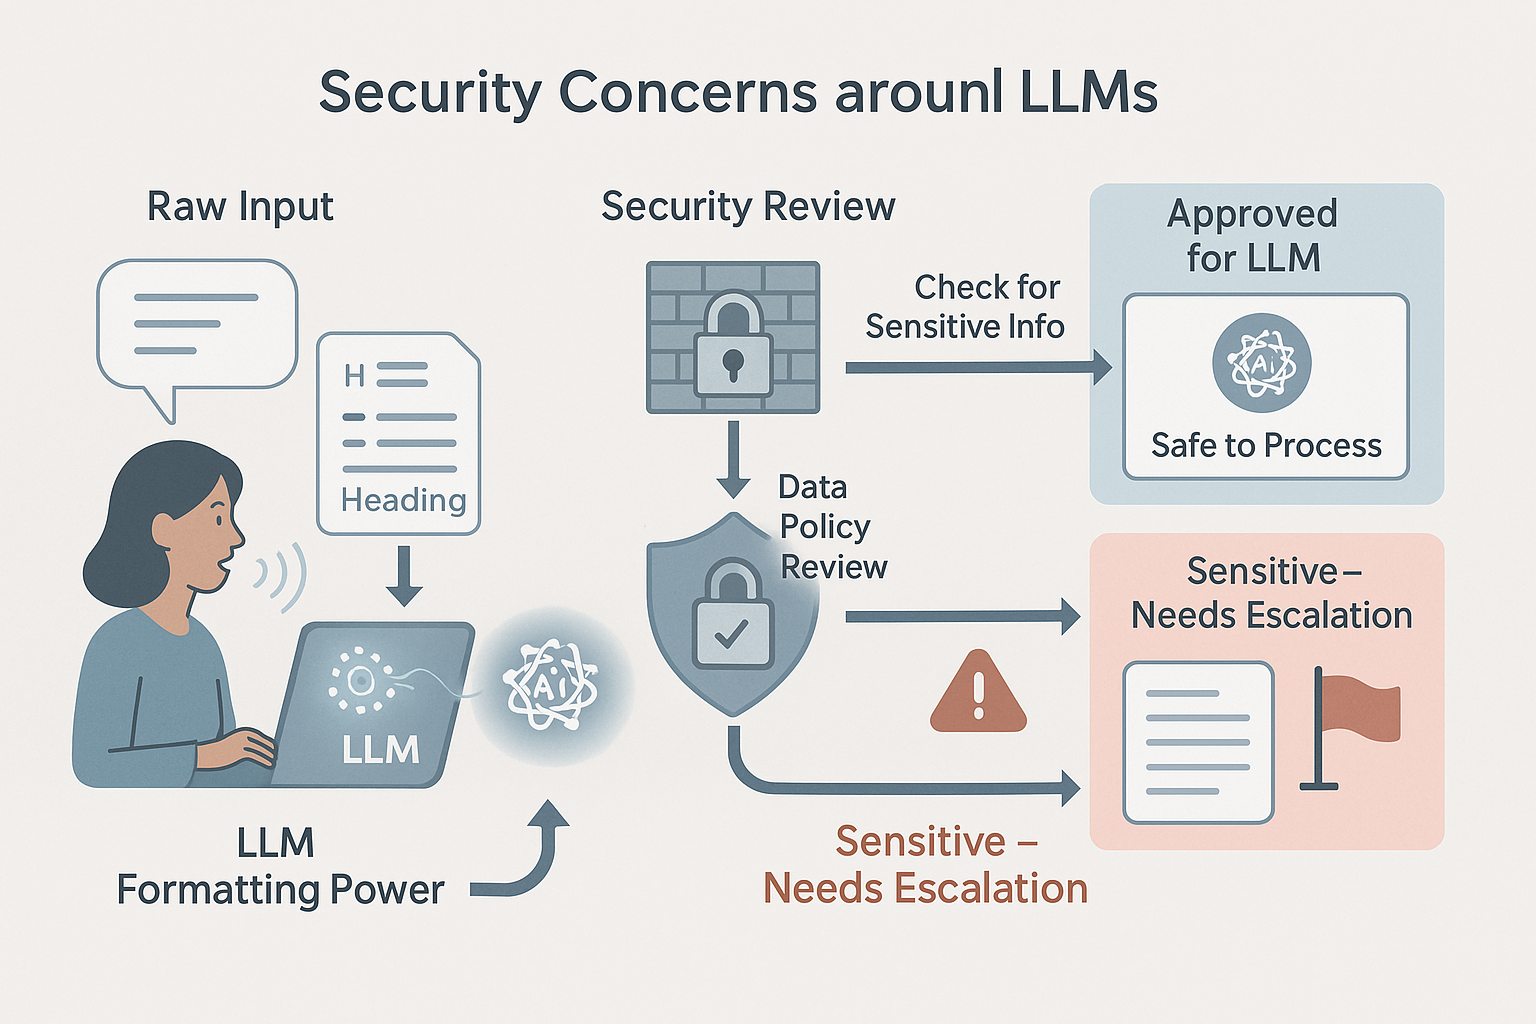 Security Concerns arounl LLMs
Raw Input
H
Heading
LLM
Ai
LLM
Formatting Power
Security Review
Check for
Sensitive Info
Data
Policy
Review
Approved
for LLM
Ai
Safe to Process
Sensitive–
Needs Escalation
Sensitive –
Needs Escalation